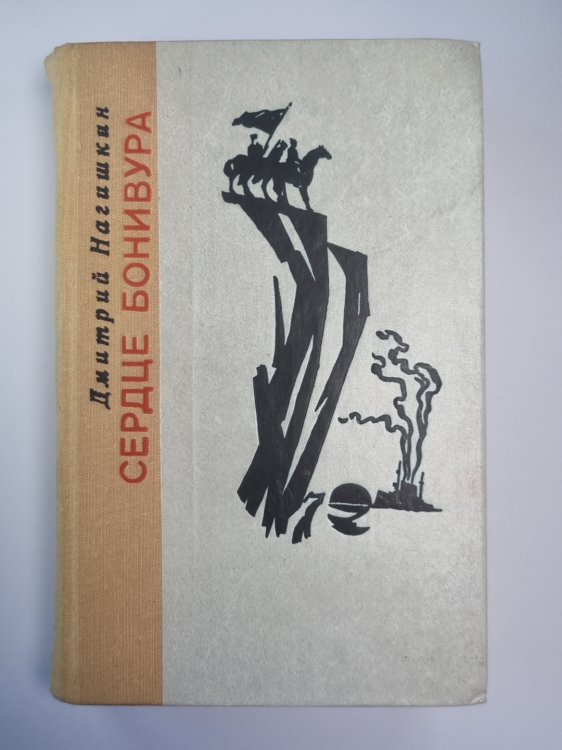 Дмитрий Нагишкин
СЕРДЦЕ БОНИВУРА